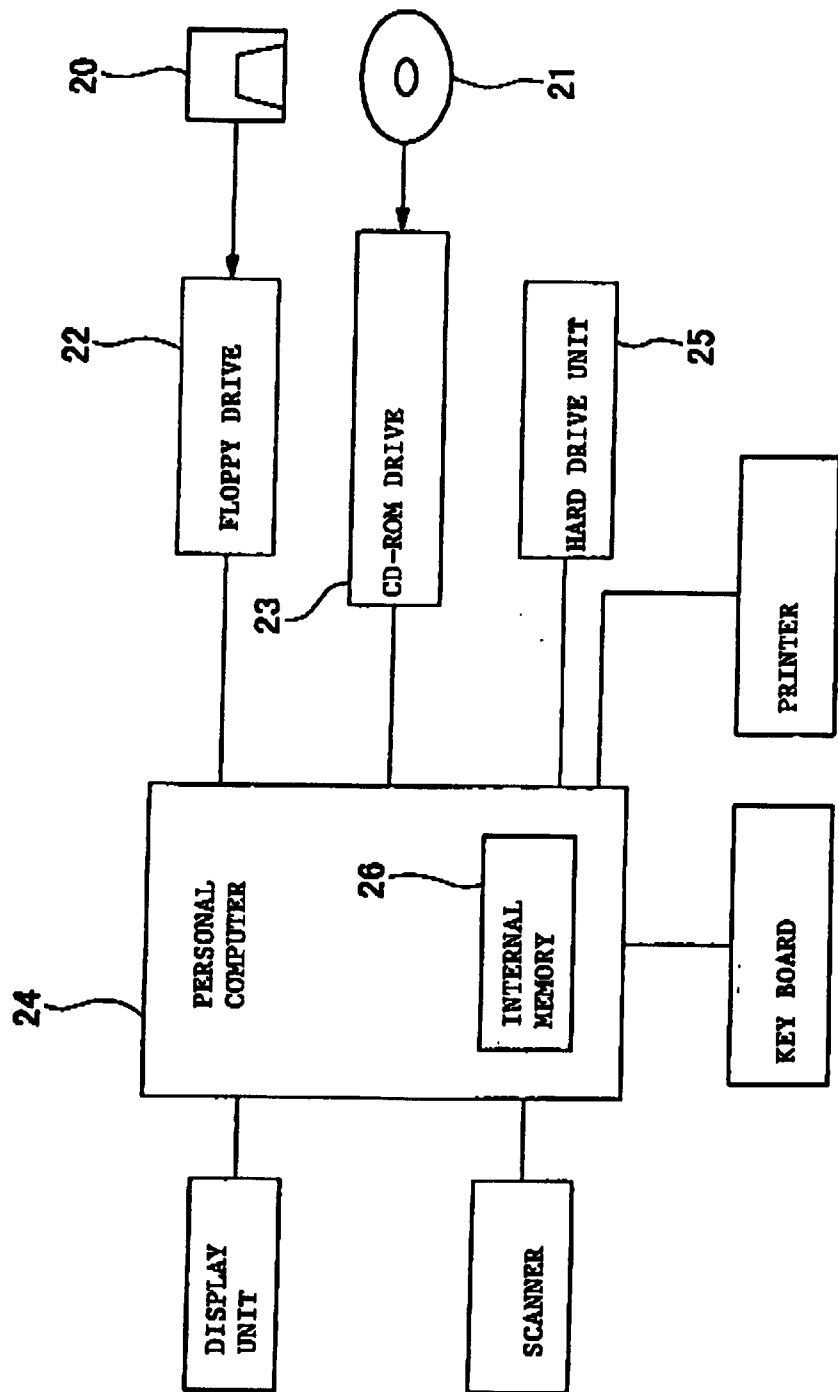 20
21
22
FLOPPY DRIVE
23
CD-ROM DRIVE
HARD DRIVE UNIT
25
24
PERSONAL
COMPUTER
26
INTERNAL
MEMORY
PRINTER
KEY BOARD
DISPLAY
UNIT
SCANNER